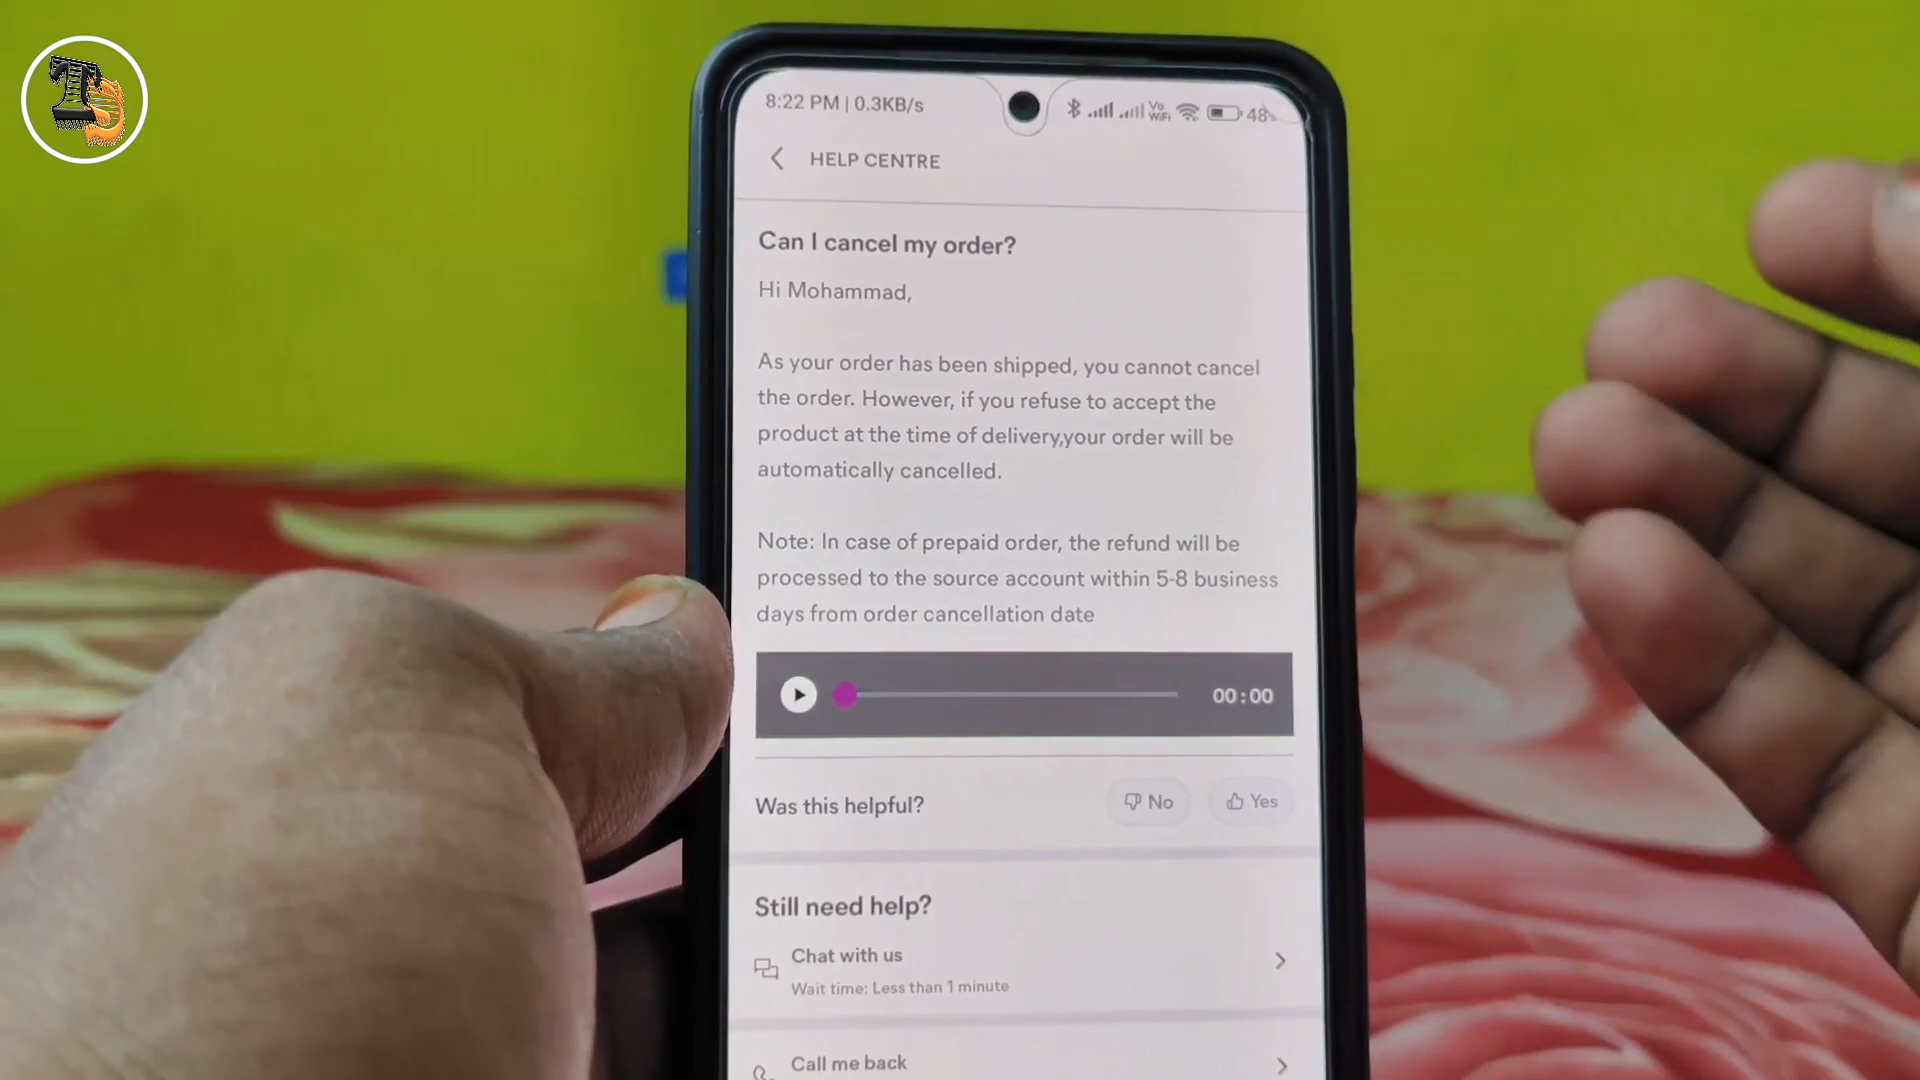 8:22 PM | 0.3KB/s
Vo
WiFi
48
HELP CENTRE
Can I cancel my order?
Hi Mohammad,
As your order has been shipped, you cannot cancel
the order. However, if you refuse to accept the
product at the time of delivery,your order will be
automatically cancelled.
Note: In case of prepaid order, the refund will be
processed to the source account within 5-8 business
days from order cancellation date
00:00
Was this helpful?
No
Yes
Still need help?
Chat with us
Wait time: Less than 1 minute
Call me back